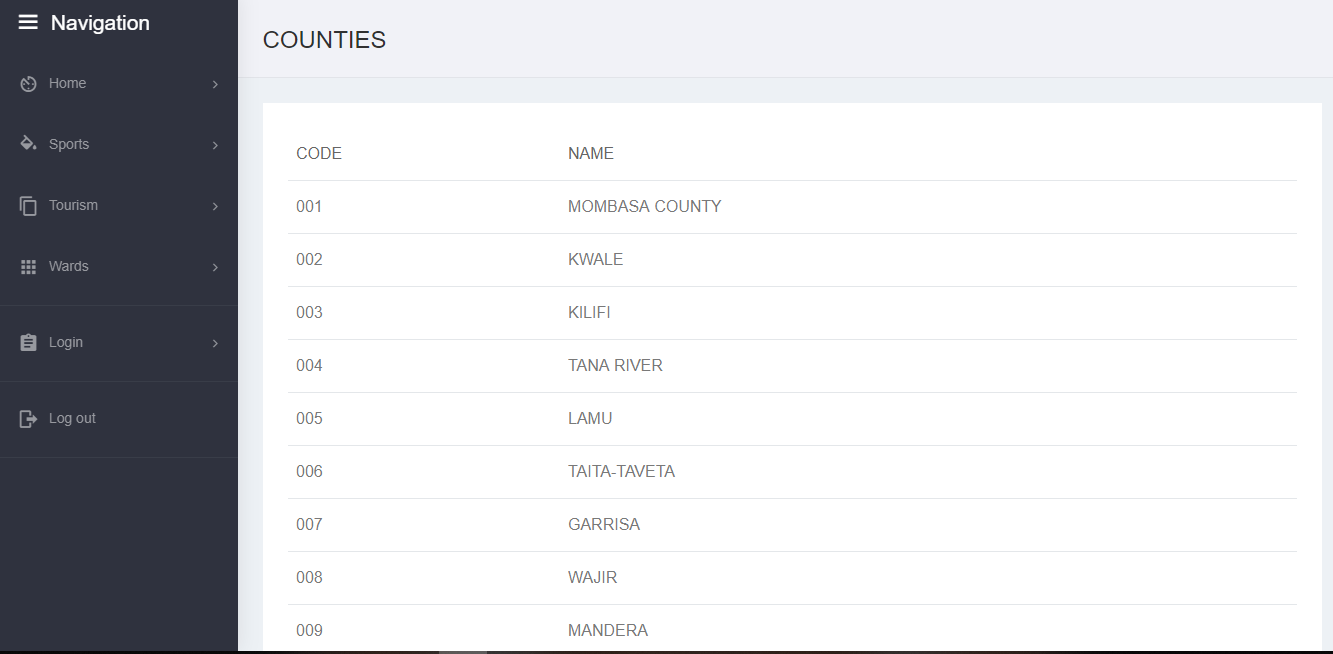 Navigation
Home
Sports
Tourism
Wards
Login
Log out
COUNTIES
CODE NAME
001 MOMBASA COUNTY
002 KWALE
003 KILIFI
004 TANA RIVER
005 LAMU
006 TAITA-TAVETA
007 GARRISA
008 WAJIR
009 MANDERA